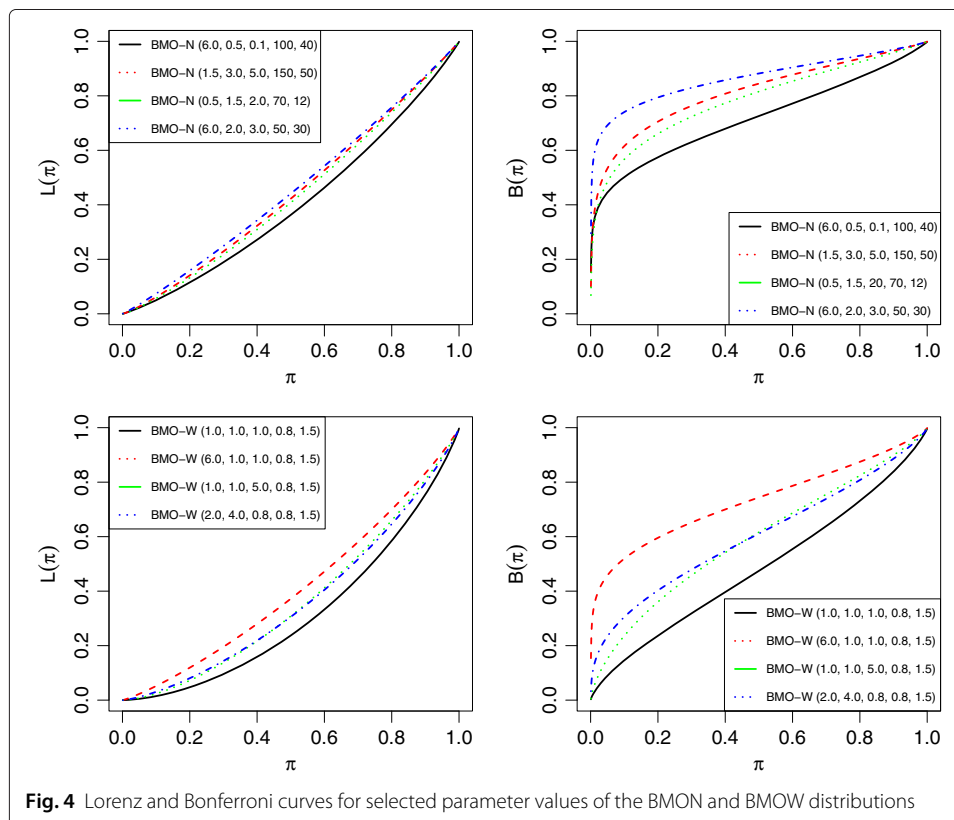 BMO−N (6.0, 0.5, 0.1, 100, 40)
BMO−N (1.5, 3.0, 5.0, 150, 50)
BMO−N (0.5, 1.5, 2.0, 70, 12)
BMO−N (6.0, 2.0, 3.0, 50, 30)
L(π)
0.0 0.2 0.4 0.6 0.8 1.0
0.0 0.2 0.4 0.6 0.8 1.0
π
BMO−N (6.0, 0.5, 0.1, 100, 40)
BMO−N (1.5, 3.0, 5.0, 150, 50)
BMO−N (0.5, 1.5, 20, 70, 12)
BMO−N (6.0, 2.0, 3.0, 50, 30)
B(π)
0.0 0.2 0.4 0.6 0.8 1.0
0.0 0.2 0.4 0.6 0.8 1.0
π
BMO−W (1.0, 1.0, 1.0, 0.8, 1.5)
BMO−W (6.0, 1.0, 1.0, 0.8, 1.5)
BMO−W (1.0, 1.0, 5.0, 0.8, 1.5)
BMO−W (2.0, 4.0, 0.8, 0.8, 1.5)
L(π)
0.0 0.2 0.4 0.6 0.8 1.0
0.0 0.2 0.4 0.6 0.8 1.0
π
BMO−W (1.0, 1.0, 1.0, 0.8, 1.5)
BMO−W (6.0, 1.0, 1.0, 0.8, 1.5)
BMO−W (1.0, 1.0, 5.0, 0.8, 1.5)
BMO−W (2.0, 4.0, 0.8, 0.8, 1.5)
B(π)
0.0 0.2 0.4 0.6 0.8 1.0
0.0 0.2 0.4 0.6 0.8 1.0
π
Fig. 4 Lorenz and Bonferroni curves for selected parameter values of the BMON and BMOW distributions